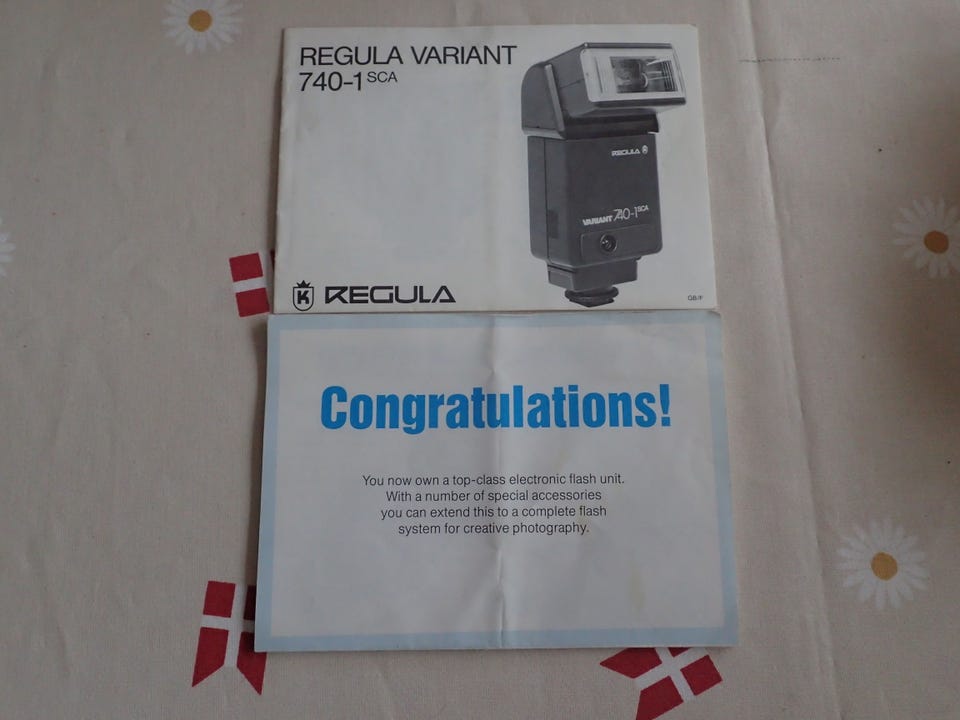 REGULA VARIANT
740-1 SCA
REGULA
VARIANT 740-1 SCA
K REGULA
GB/F
Congratulations!
You now own a top-class electronic flash unit.
With a number of special accessories
you can extend this to a complete flash
system for creative photography.